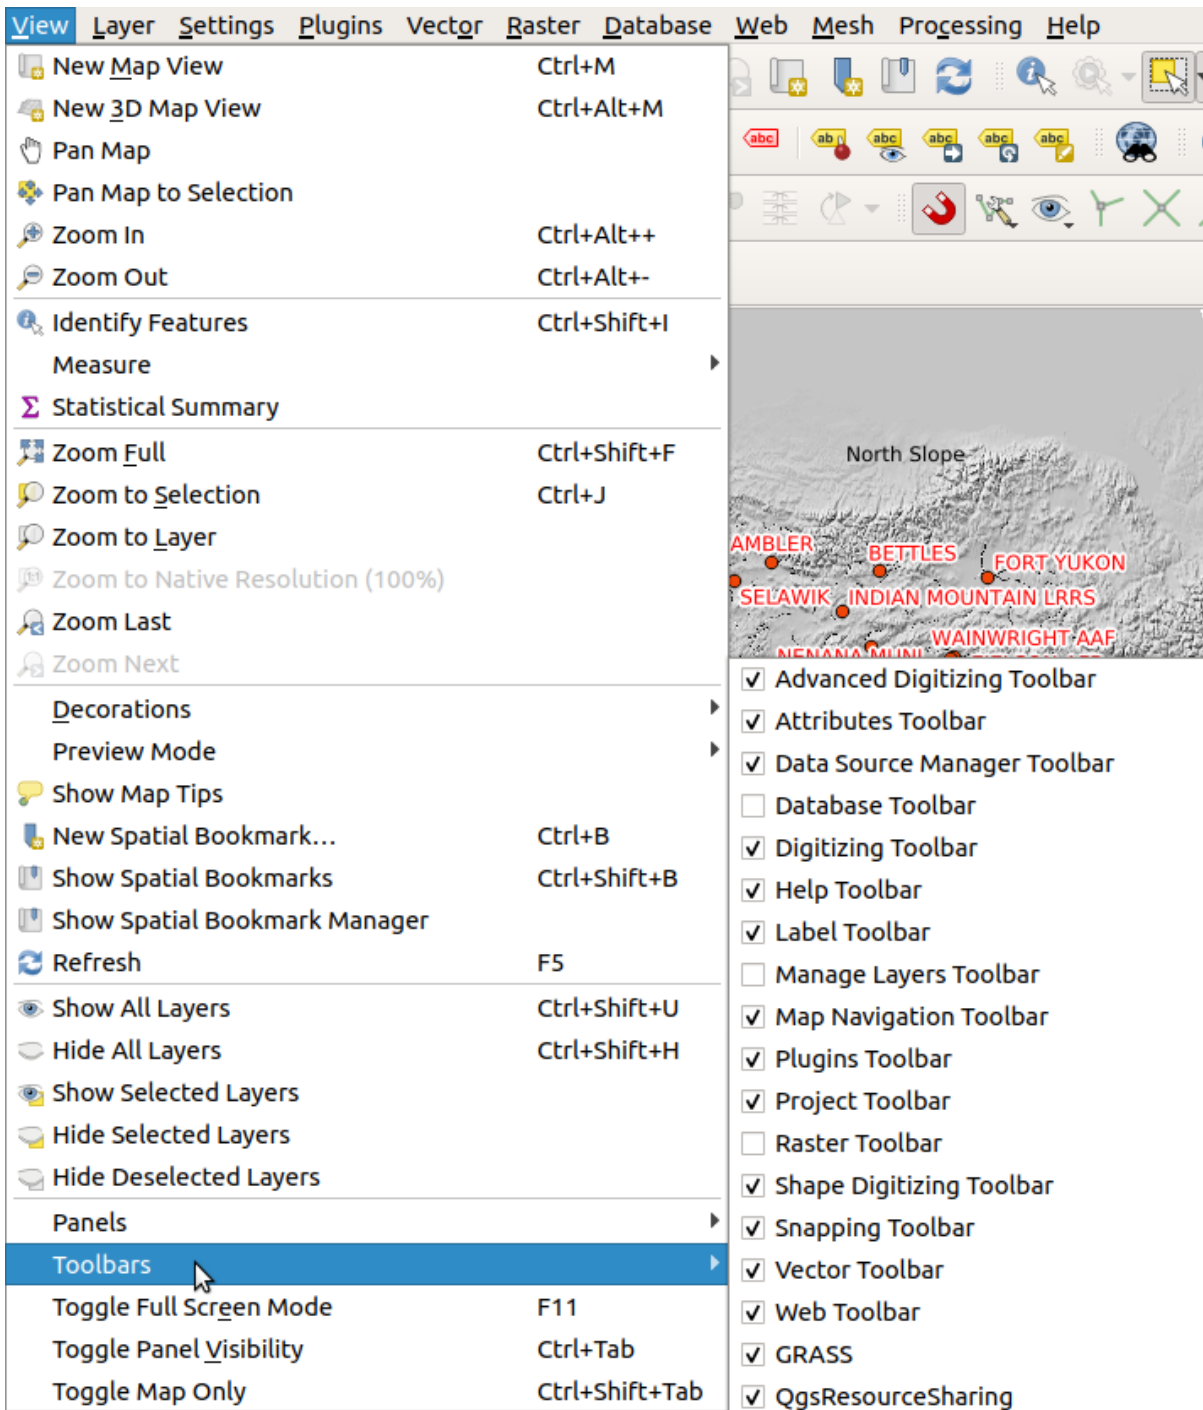 View Layer Settings Plugins Vector Raster Database Web Mesh Processing Help
New Map View Ctrl+M
New 3D Map View Ctrl+Alt+M
Pan Map
Pan Map to Selection
Zoom In Ctrl+Alt++
Zoom Out Ctrl+Alt+-
Identify Features Ctrl+Shift+I
Measure
Statistical Summary
Zoom Full Ctrl+Shift+F
Zoom to Selection Ctrl+J
Zoom to Layer
Zoom to Native Resolution (100%)
Zoom Last
Zoom Next
Decorations
Preview Mode
Show Map Tips
New Spatial Bookmark... Ctrl+B
Show Spatial Bookmarks Ctrl+Shift+B
Show Spatial Bookmark Manager
Refresh F5
Show All Layers Ctrl+Shift+U
Hide All Layers Ctrl+Shift+H
Show Selected Layers
Hide Selected Layers
Hide Deselected Layers
Panels
Toolbars
Toggle Full Screen Mode F11
Toggle Panel Visibility Ctrl+Tab
Toggle Map Only Ctrl+Shift+Tab
abc ab abc abc abc abc
North Slope
AMBLER
BETTLES
FORT YUKON
SELAWIK INDIAN MOUNTAIN LRRS
WAINWRIGHT AAF
NENANA MUNI
Advanced Digitizing Toolbar
Attributes Toolbar
Data Source Manager Toolbar
Database Toolbar
Digitizing Toolbar
Help Toolbar
Label Toolbar
Manage Layers Toolbar
Map Navigation Toolbar
Plugins Toolbar
Project Toolbar
Raster Toolbar
Shape Digitizing Toolbar
Snapping Toolbar
Vector Toolbar
Web Toolbar
GRASS
QgsResourceSharing